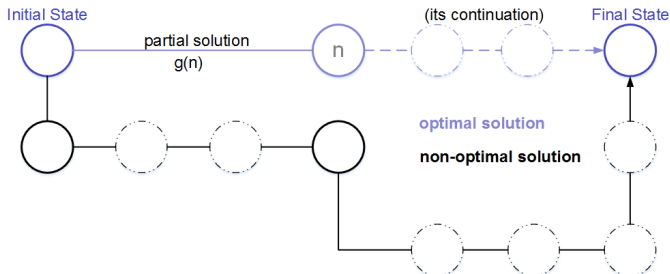 Initial State
(its continuation)
Final State
partial solution
g(n)
n
optimal solution
non-optimal solution